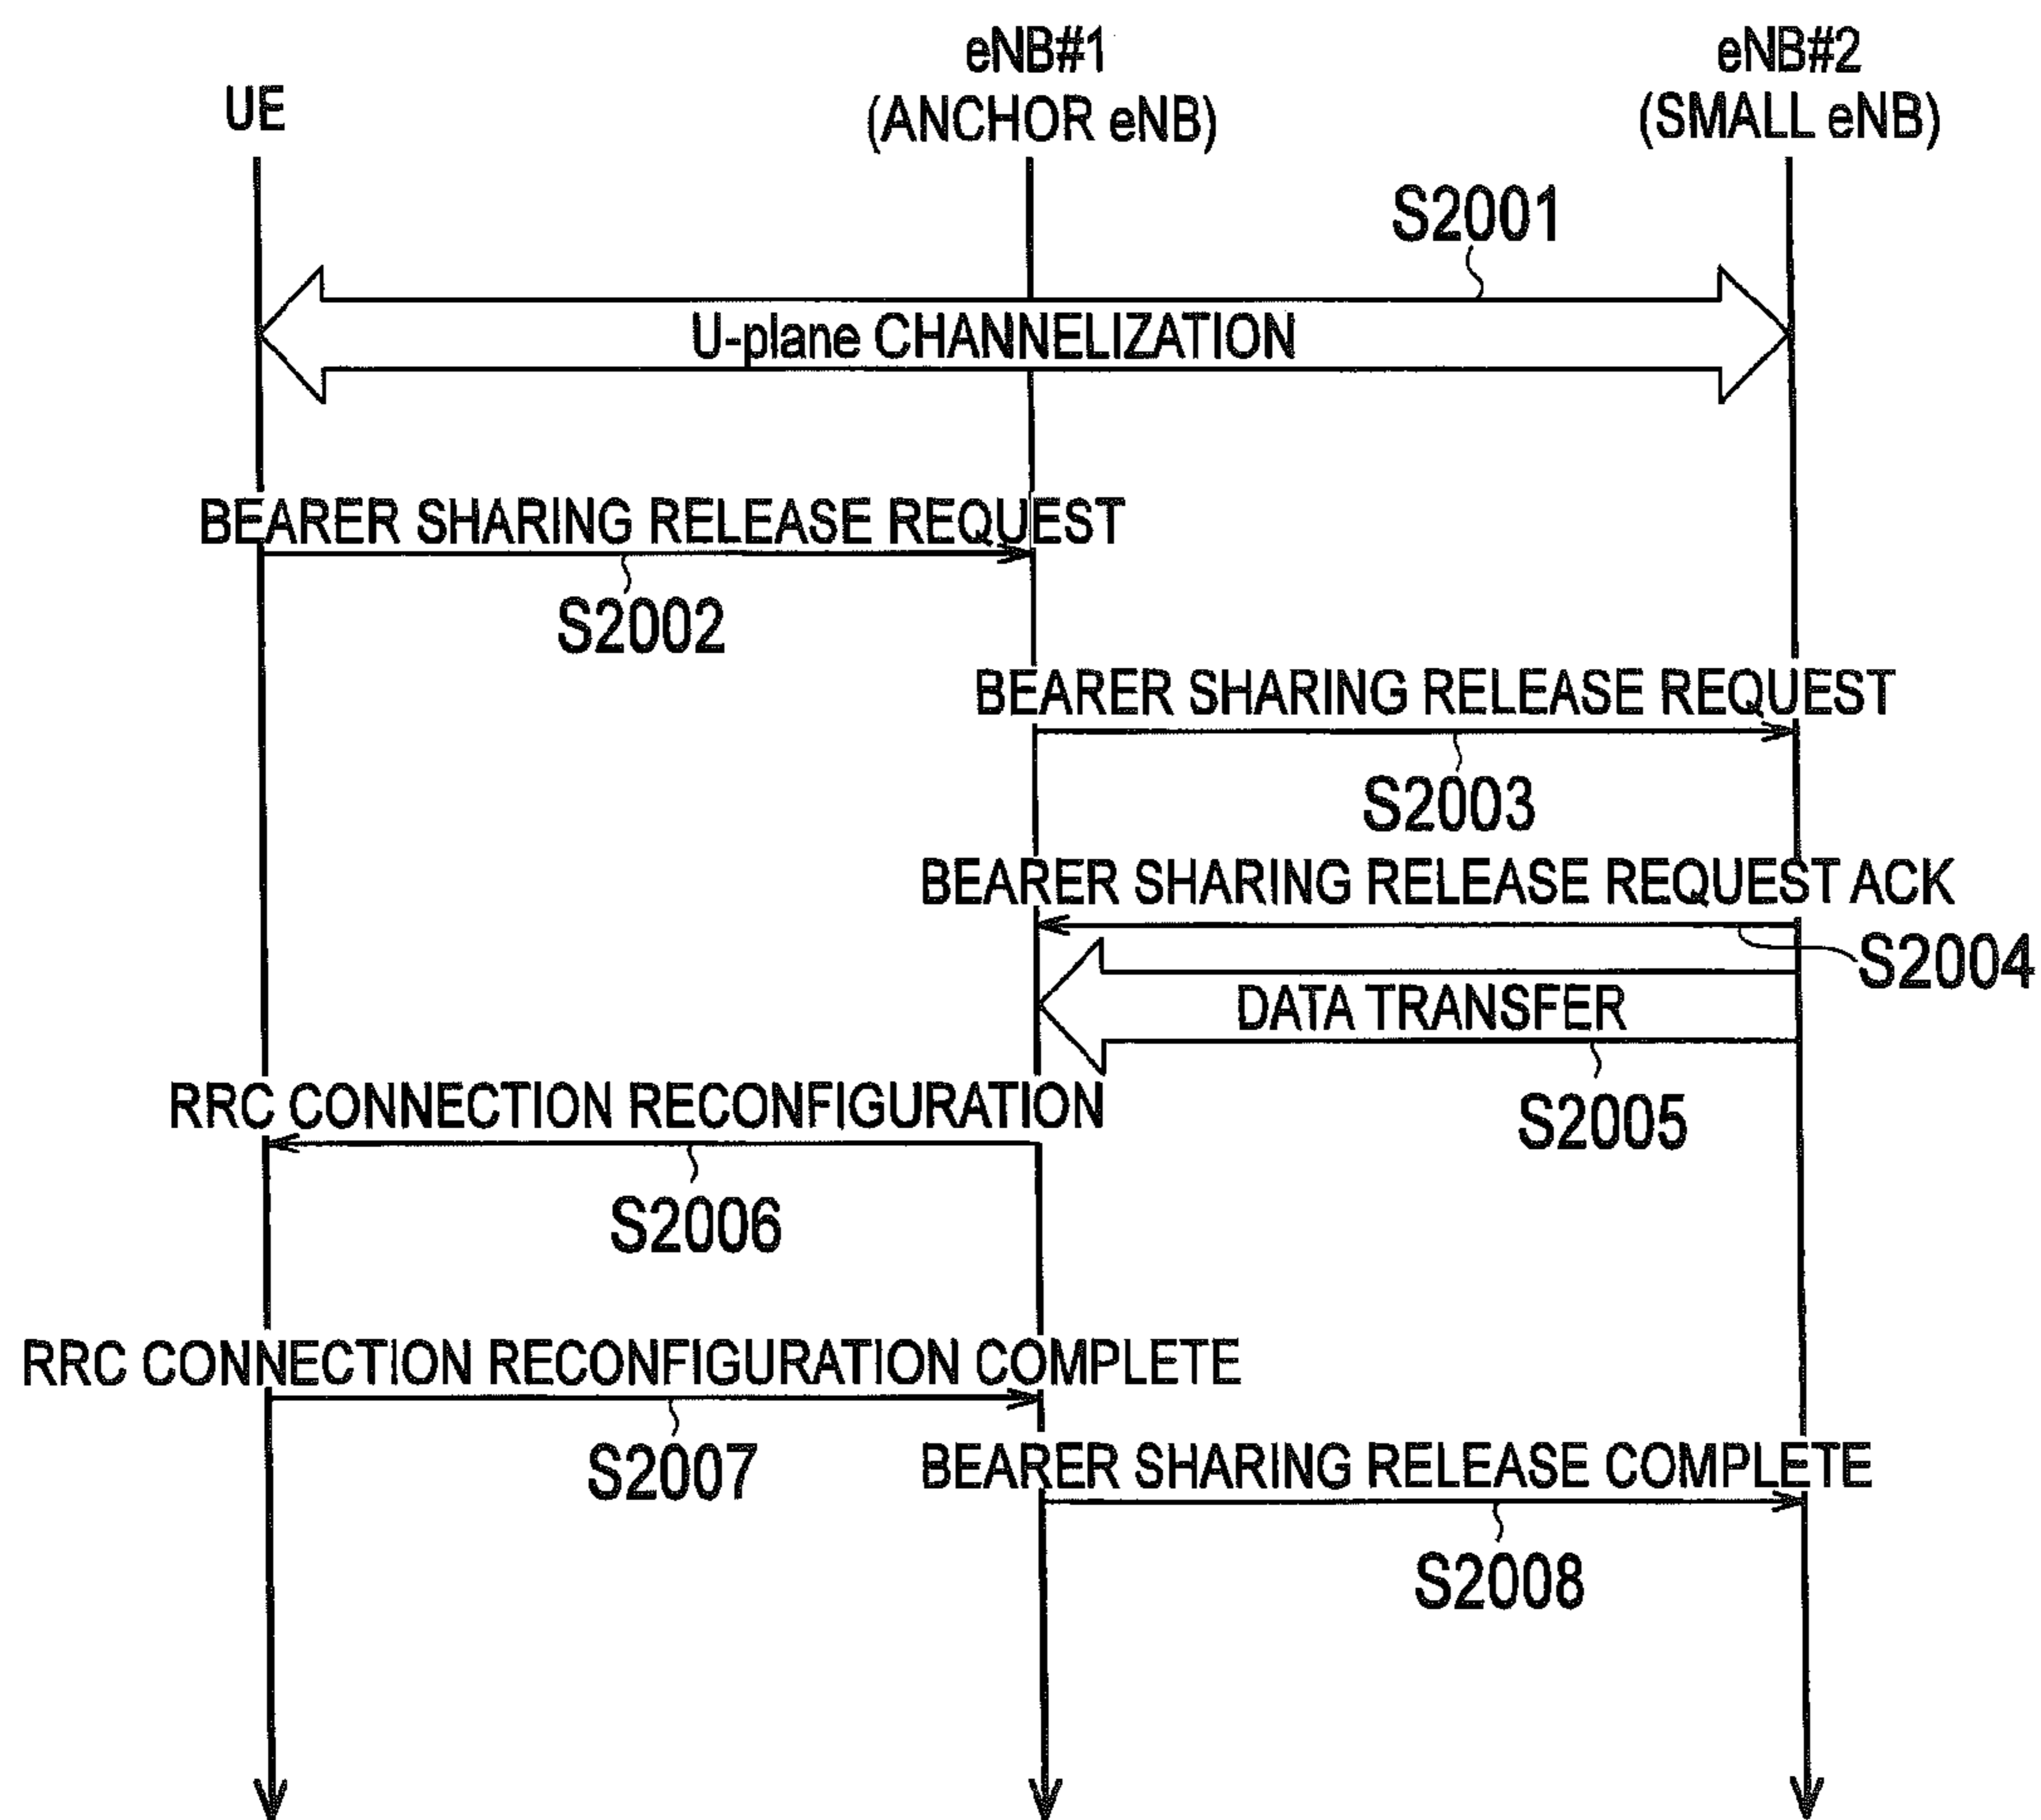 UE
eNB#1
(ANCHOR eNB)
eNB#2
(SMALL eNB)
S2001
U-plane CHANNELIZATION
BEARER SHARING RELEASE REQUEST
S2002
BEARER SHARING RELEASE REQUEST
S2003
BEARER SHARING RELEASE REQUEST ACK
S2004
DATA TRANSFER
S2005
RRC CONNECTION RECONFIGURATION
S2006
RRC CONNECTION RECONFIGURATION COMPLETE
S2007
BEARER SHARING RELEASE COMPLETE
S2008